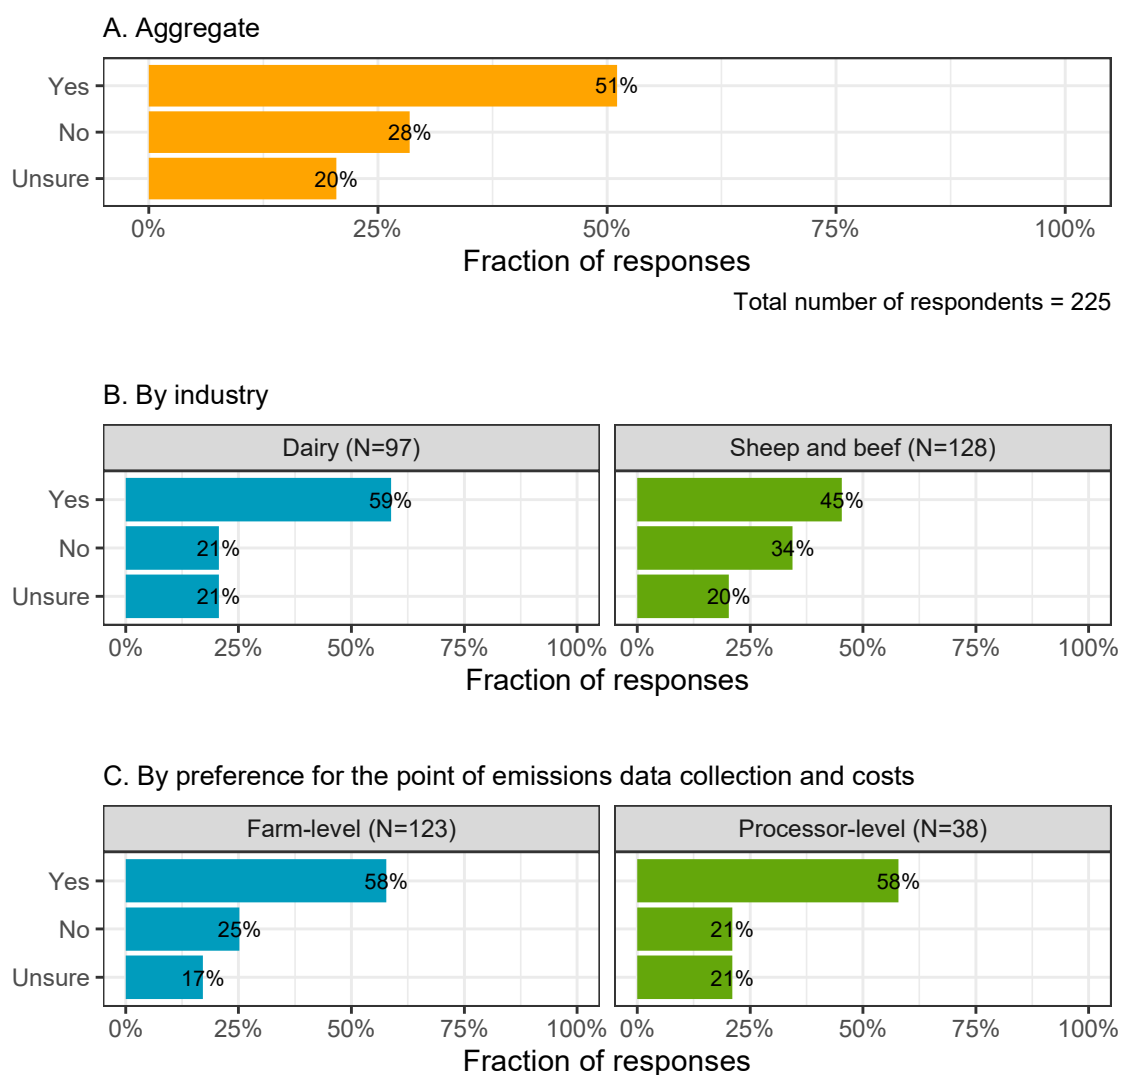 A. Aggregate
Yes 51%
No 28%
Unsure 20%
0% 25% 50% 75% 100%
Fraction of responses
Total number of respondents = 225
B. By industry
Dairy (N=97) Sheep and beef (N=128)
Yes 59% 45%
No 21% 34%
Unsure 21% 20%
0% 25% 50% 75% 100% 0% 25% 50% 75% 100%
Fraction of responses
C. By preference for the point of emissions data collection and costs
Farm-level (N=123) Processor-level (N=38)
Yes 58% 58%
No 25% 21%
Unsure 17% 21%
0% 25% 50% 75% 100% 0% 25% 50% 75% 100%
Fraction of responses